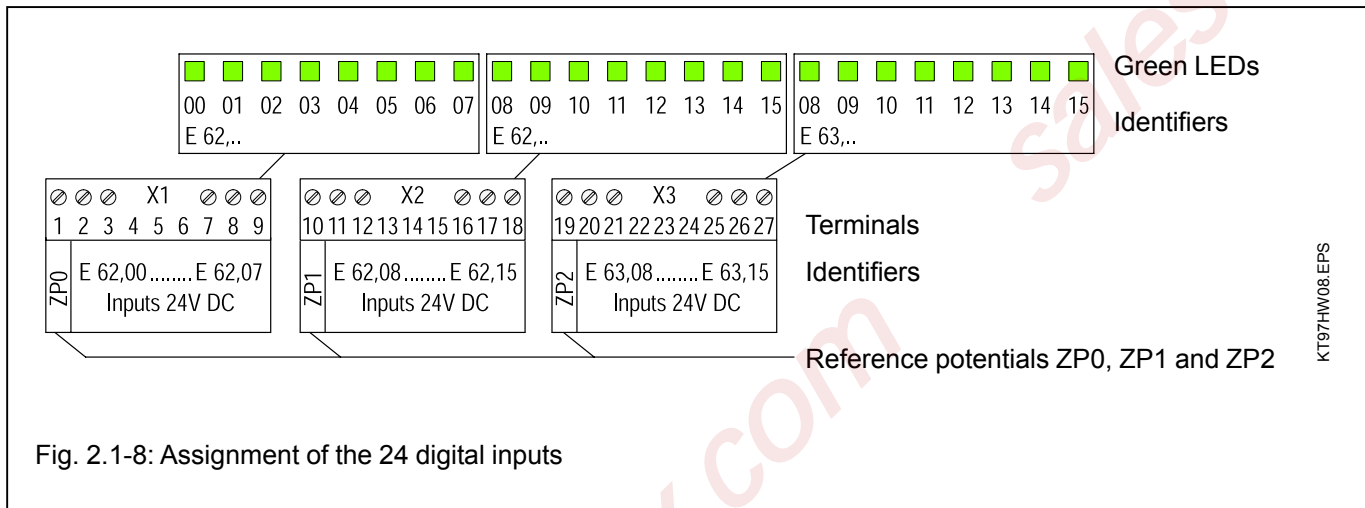 Green LEDs
00 01 02 03 04 05 06 07 08 09 10 11 12 13 14 15 08 09 10 11 12 13 14 15
Identifiers
E 62,.. E 62,.. E 63,..
X1 X2 X3
1 2 3 4 5 6 7 8 9 10 11 12 13 14 15 16 17 18 19 20 21 22 23 24 25 26 27 Terminals
ZP0 E 62,00........E 62,07 ZP1 E 62,08........E 62,15 ZP2 E 63,08........E 63,15 Identifiers
Inputs 24V DC Inputs 24V DC Inputs 24V DC
Reference potentials ZP0, ZP1 and ZP2
KT97HW08.EPS
Fig. 2.1-8: Assignment of the 24 digital inputs
sales
.com